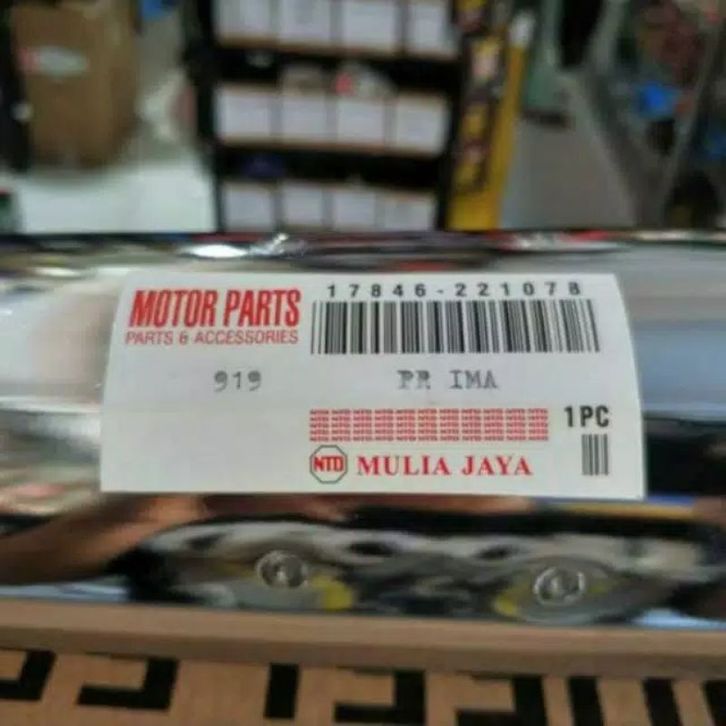 MOTOR PARTS
PARTS & ACCESSORIES
17846-221078
919 PR IMA
1PC
NTD MULIA JAYA